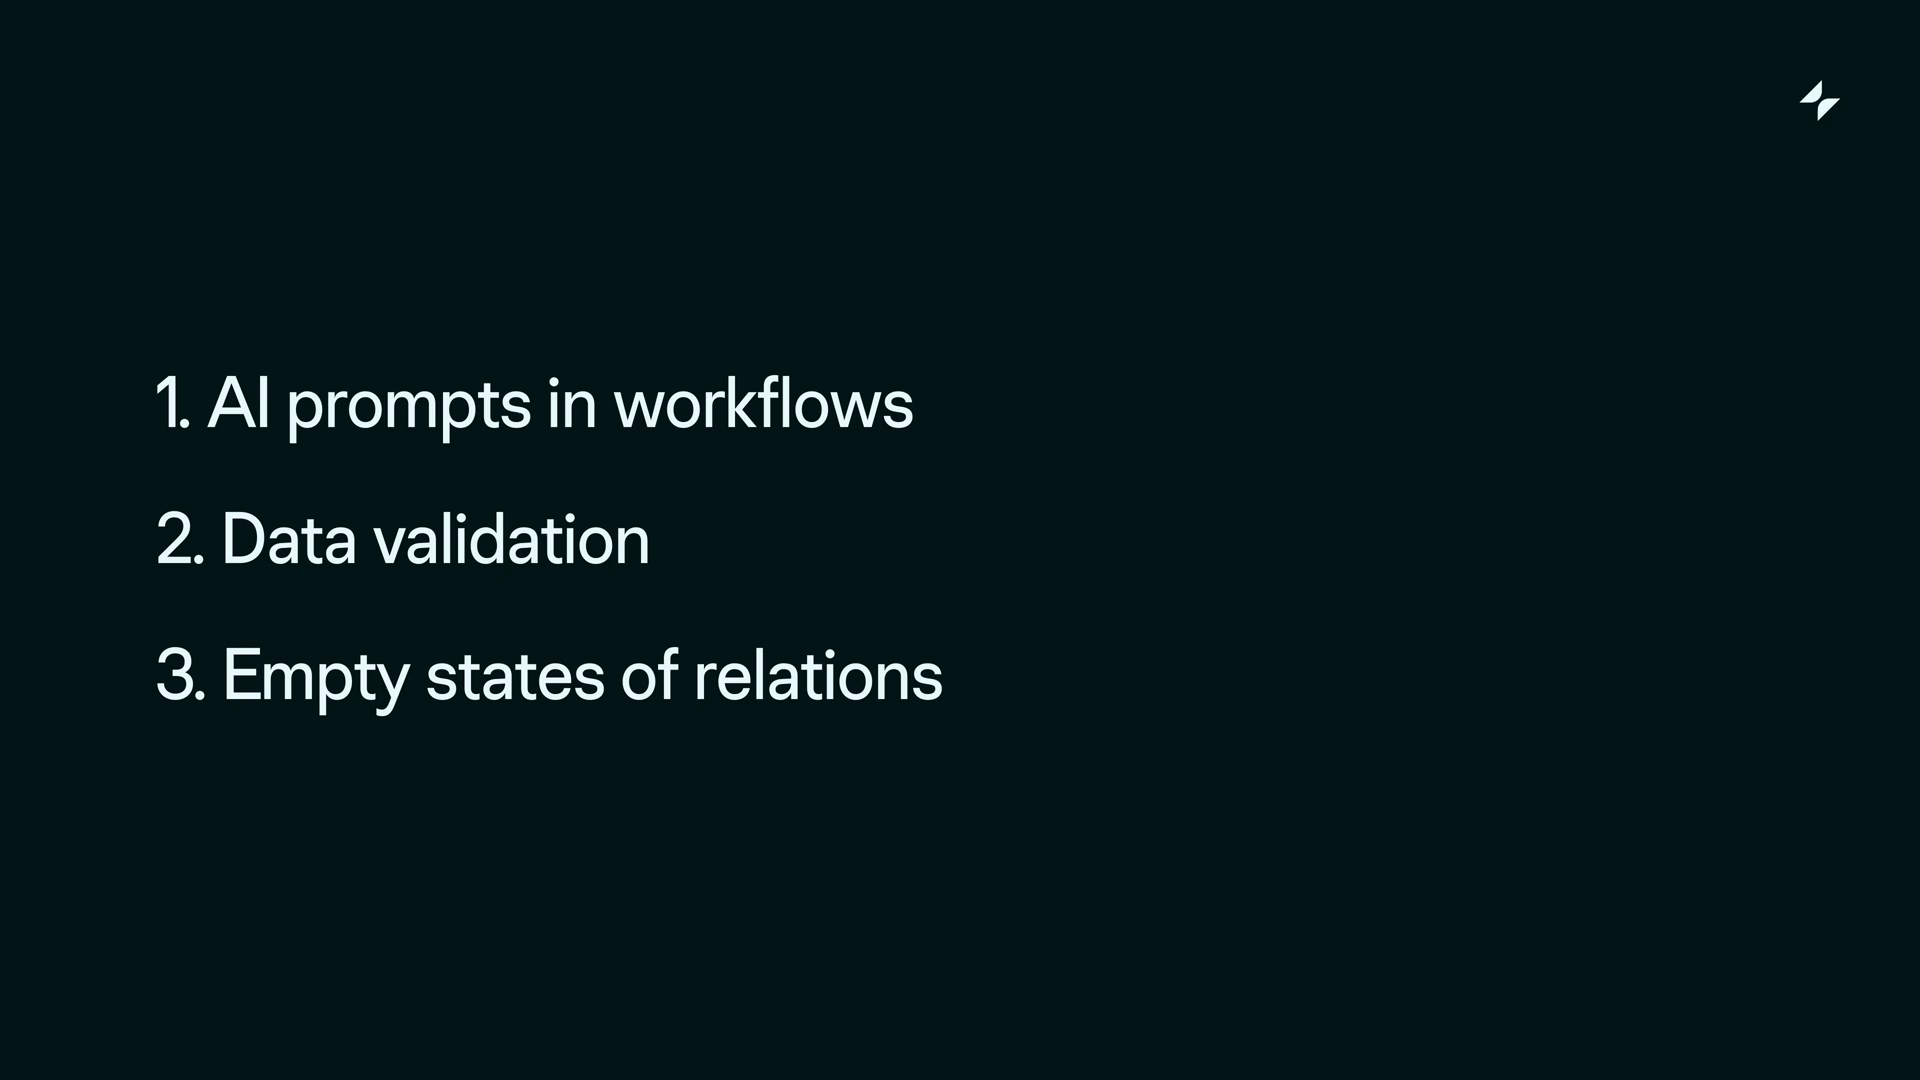 1. AI prompts in workflows
2. Data validation
3. Empty states of relations